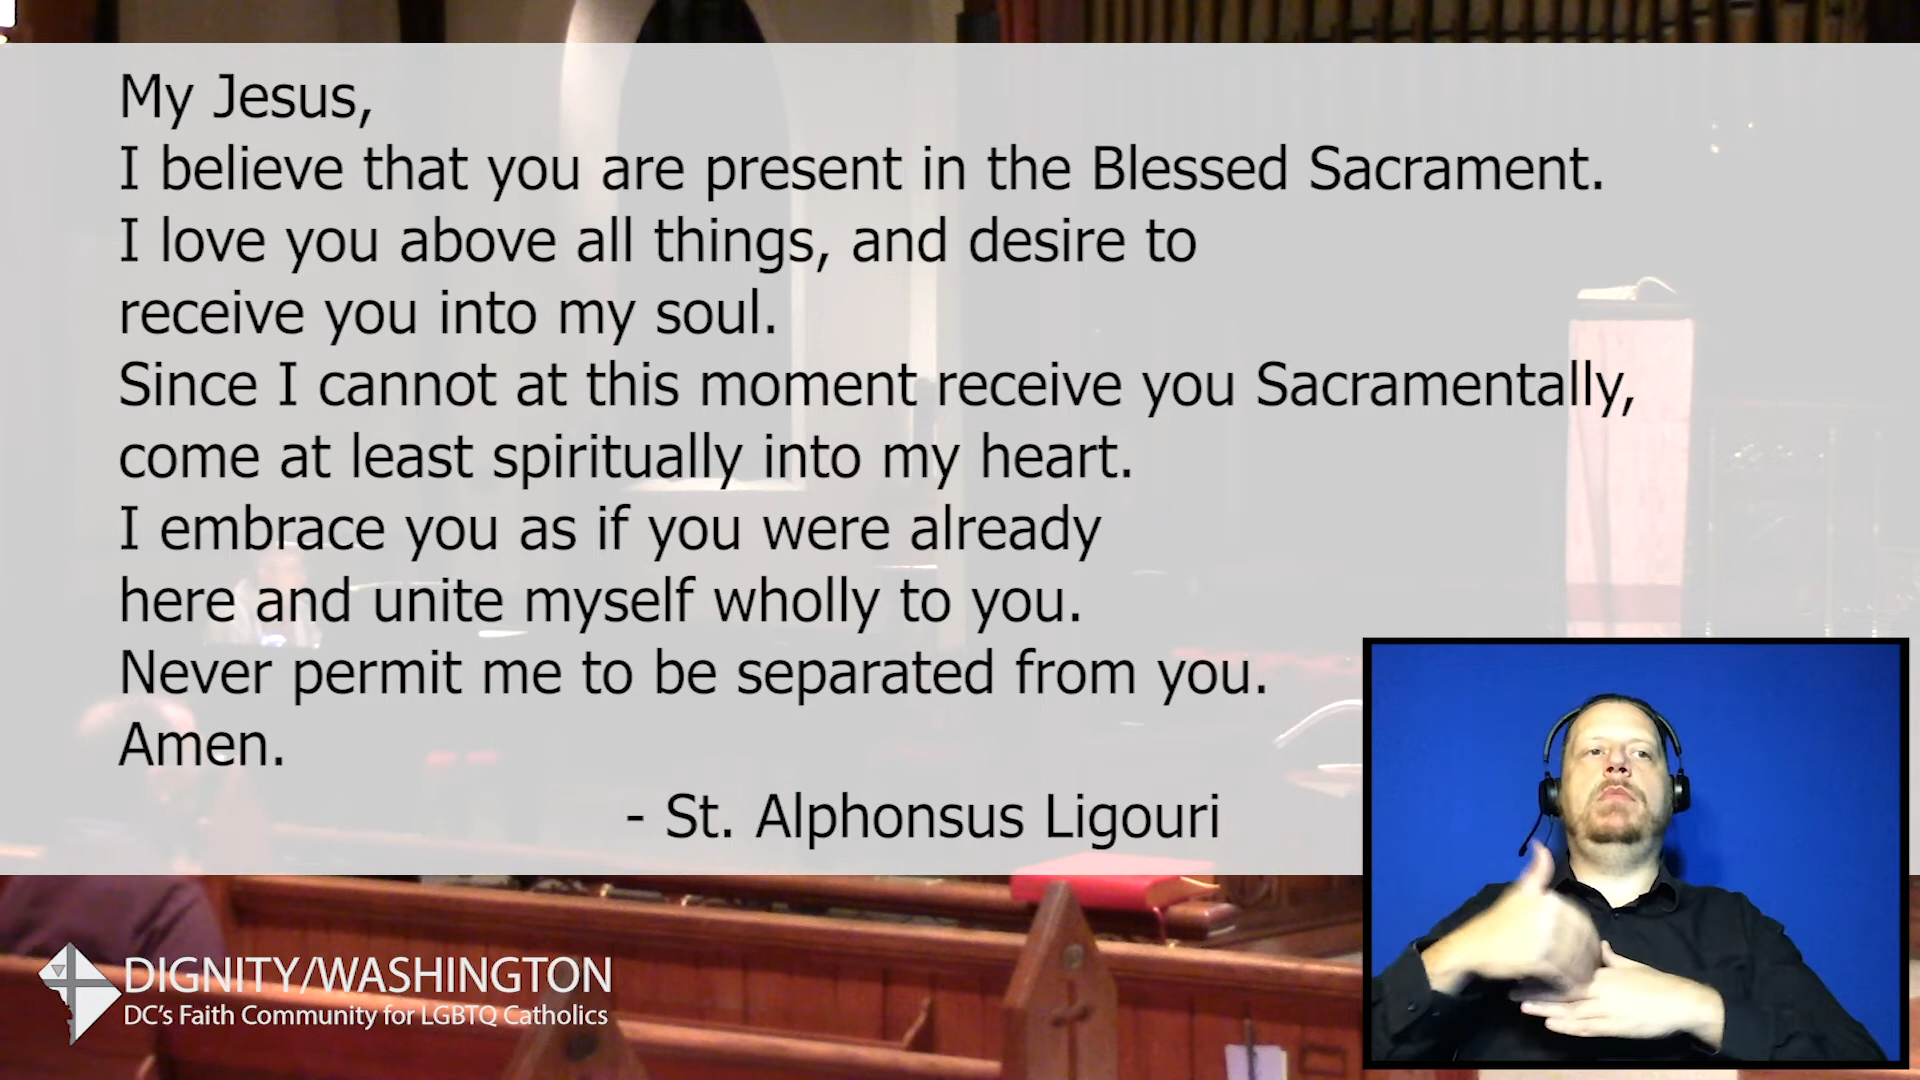 My Jesus,
I believe that you are present in the Blessed Sacrament.
I love you above all things, and desire to
receive you into my soul.
Since I cannot at this moment receive you Sacramentally,
come at least spiritually into my heart.
I embrace you as if you were already
here and unite myself wholly to you.
Never permit me to be separated from you.
Amen.
- St. Alphonsus Ligouri
DIGNITY/WASHINGTON
DC's Faith Community for LGBTQ Catholics